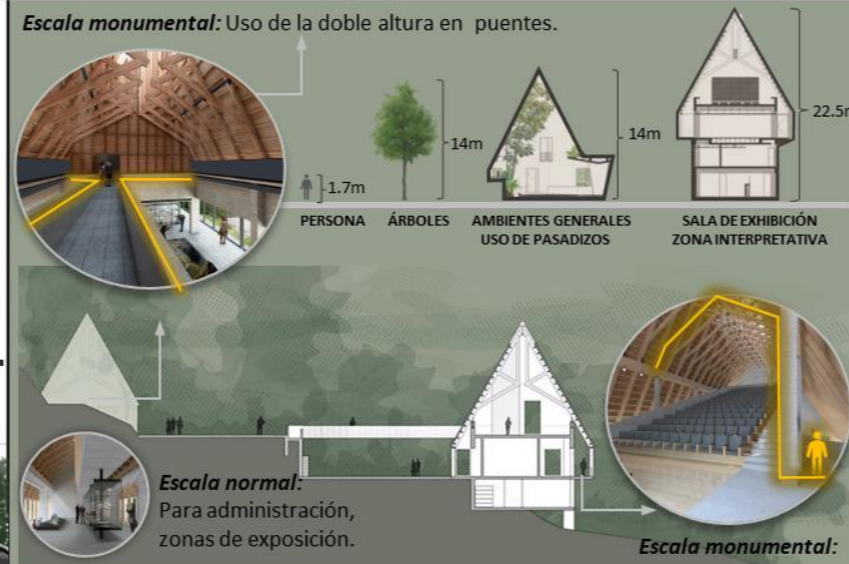 Escala monumental: Uso de la doble altura en puentes.
1.7m
14m
14m
22.5m
PERSONA
ÁRBOLES
AMBIENTES GENERALES
USO DE PASADIZOS
SALA DE EXHIBICIÓN
ZONA INTERPRETATIVA
Escala normal:
Para administración,
zonas de exposición.
Escala monumental: